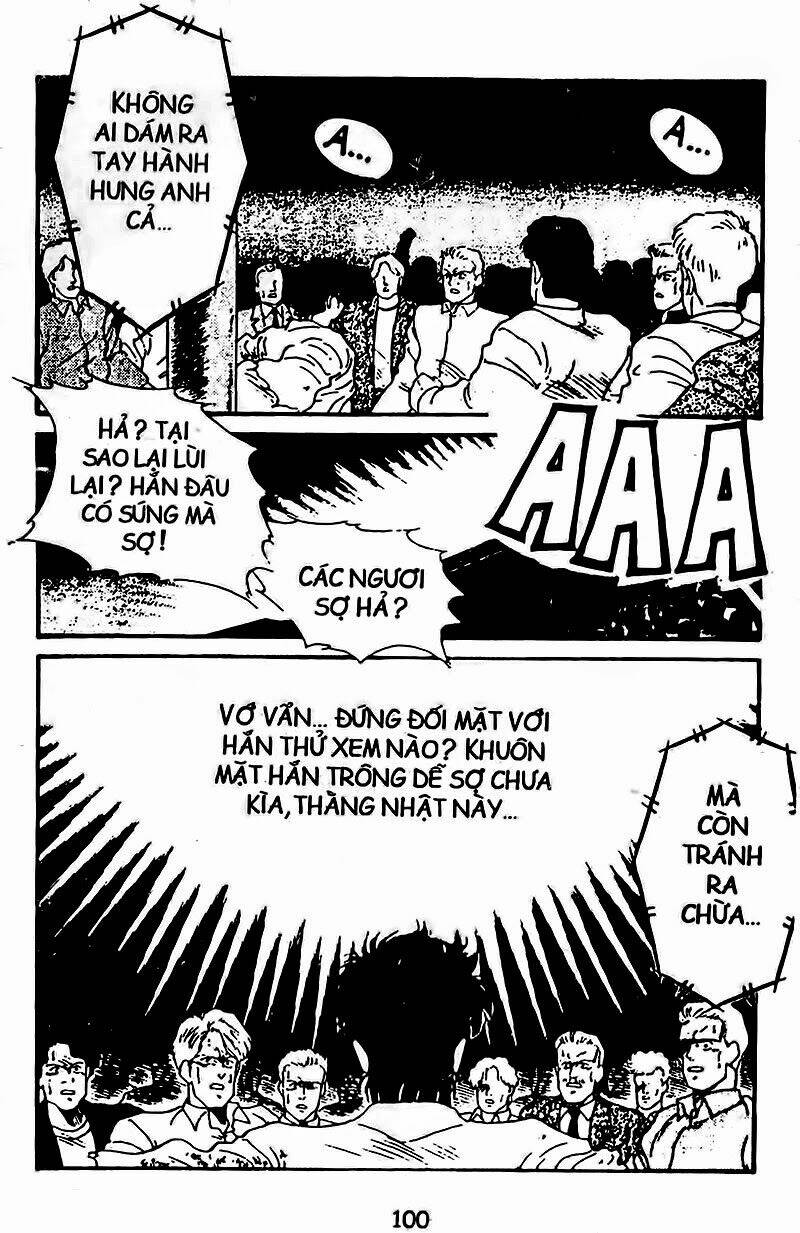 KHÔNG
AI DÁM RA
TAY HÀNH
HUNG ANH
CẢ...
A...
A...
HẢ? TẠI
SAO LẠI LÙI
LẠI? HẮN ĐÂU
CÓ SÚNG MÀ
SỢ!
CÁC NGƯƠI
SỢ HẢ?
AAA
VỚ VẨN... ĐỨNG ĐỐI MẶT VỚI
HẮN THỬ XEM NÀO? KHUÔN
MẶT HẮN TRÔNG DỄ SỢ CHƯA
KÌA, THẰNG NHẬT NÀY...
MÀ
CÒN
TRÁNH
RA
CHỪA...
100